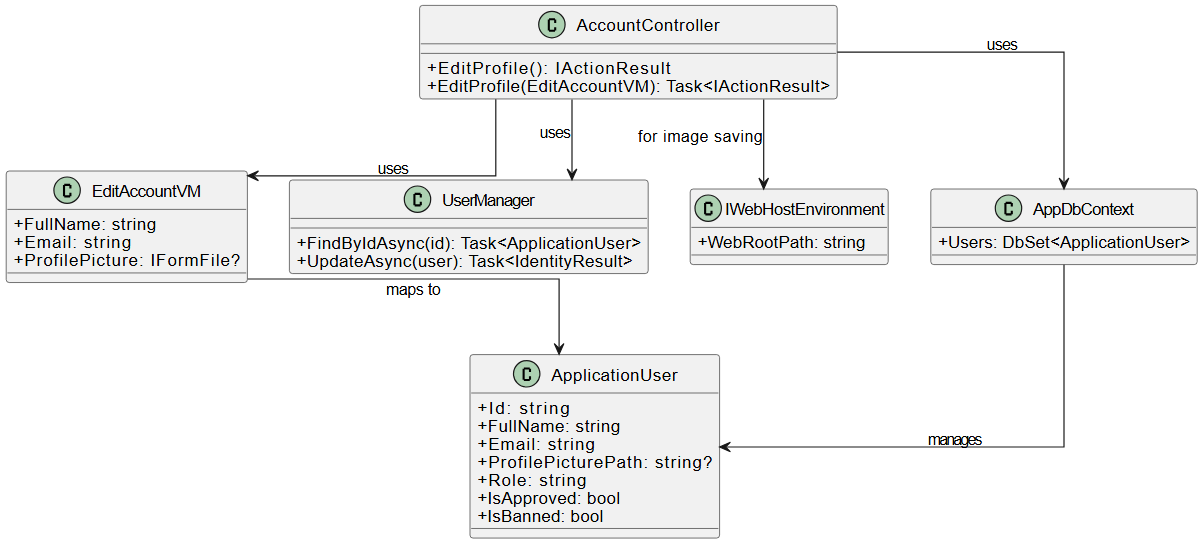 C AccountController
+EditProfile(): IActionResult
+EditProfile(EditAccountVM): Task<IActionResult>
uses
uses
for image saving
uses
C EditAccountVM
+FullName: string
+Email: string
+ProfilePicture: IFormFile?
C UserManager
+FindByIdAsync(id): Task<ApplicationUser>
+UpdateAsync(user): Task<IdentityResult>
C IWebHostEnvironment
+WebRootPath: string
C AppDbContext
+Users: DbSet<ApplicationUser>
maps to
C ApplicationUser
+Id: string
+FullName: string
+Email: string
+ProfilePicturePath: string?
+Role: string
+IsApproved: bool
+IsBanned: bool
manages